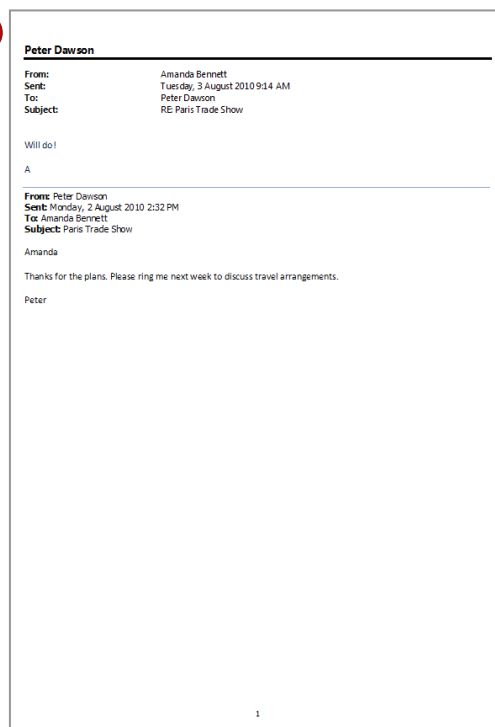 Peter Dawson
From: Amanda Bennett
Sent: Tuesday, 3 August 2010 9:14 AM
To: Peter Dawson
Subject: RE: Paris Trade Show
Will do!
A
From: Peter Dawson
Sent: Monday, 2 August 2010 2:32 PM
To: Amanda Bennett
Subject: Paris Trade Show
Amanda
Thanks for the plans. Please ring me next week to discuss travel arrangements.
Peter
1